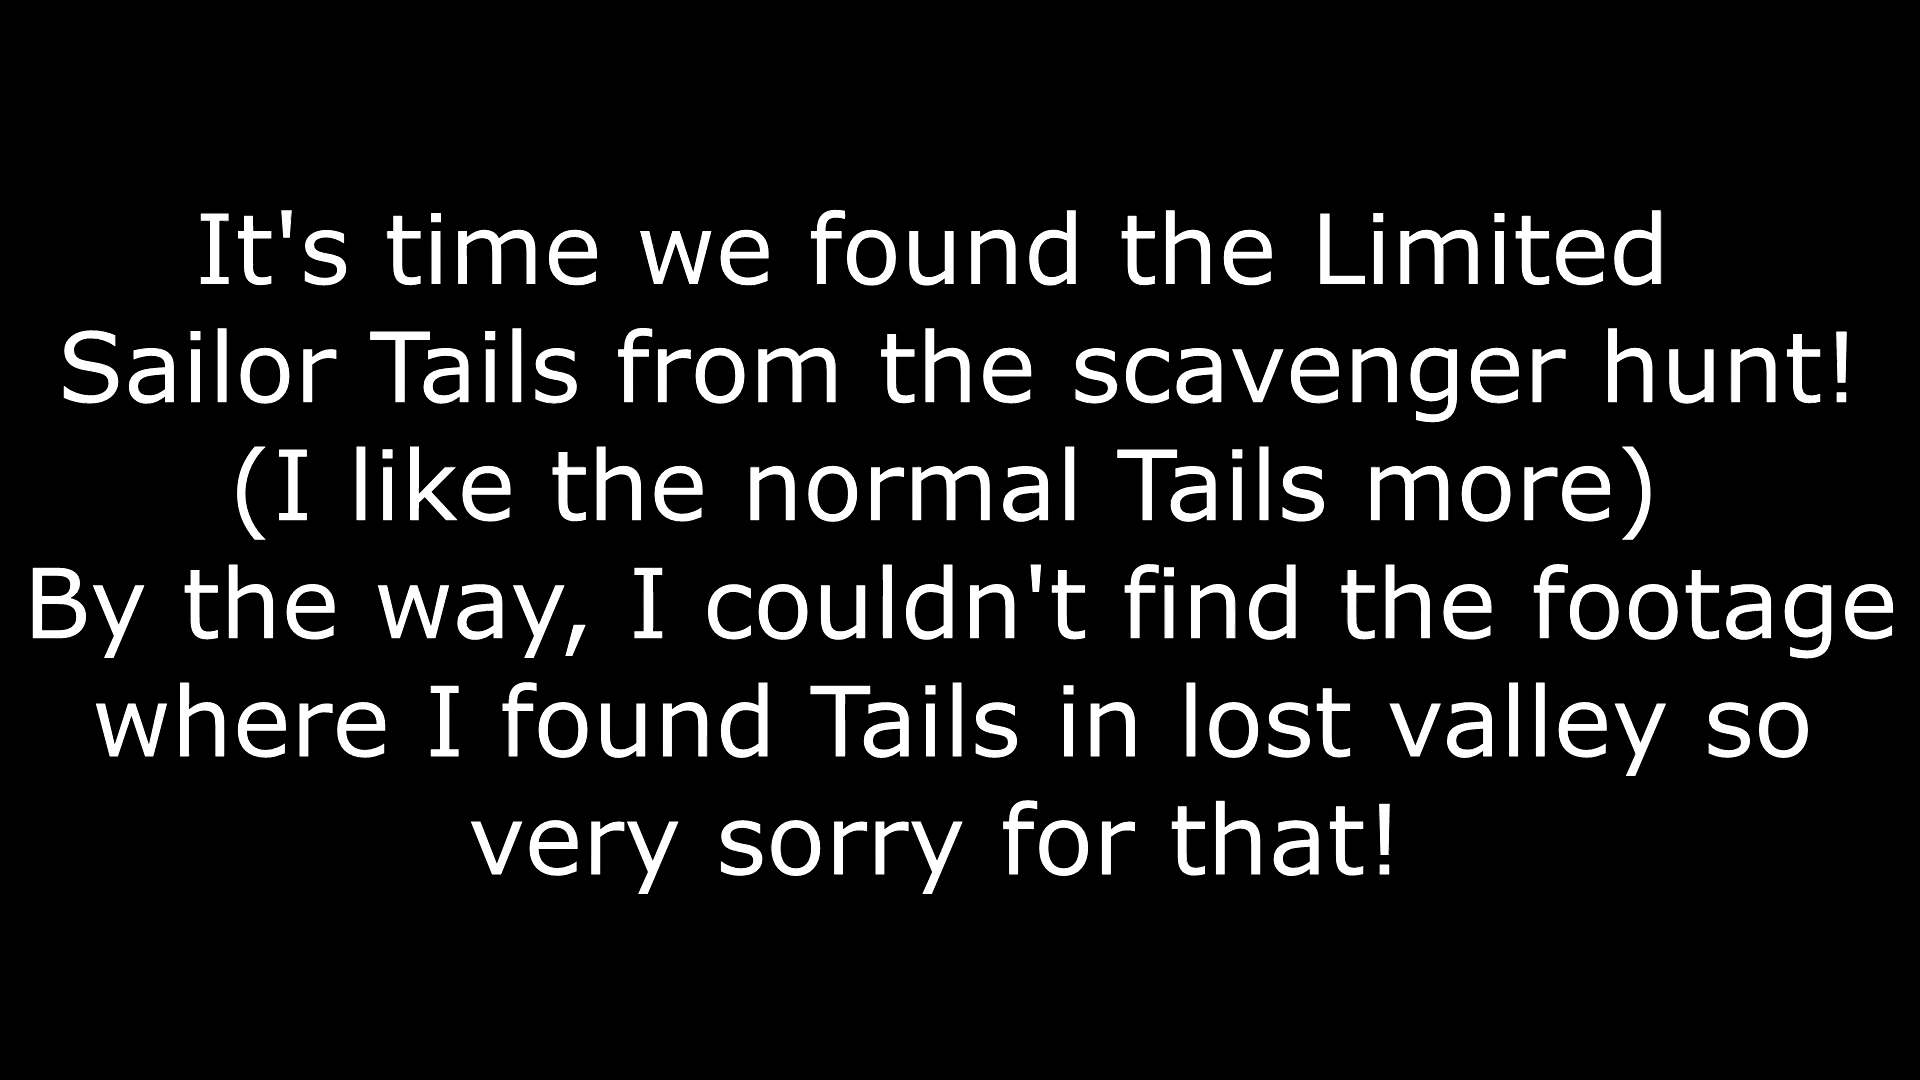 It's time we found the Limited
Sailor Tails from the scavenger hunt!
(I like the normal Tails more)
By the way, I couldn't find the footage
where I found Tails in lost valley so
very sorry for that!